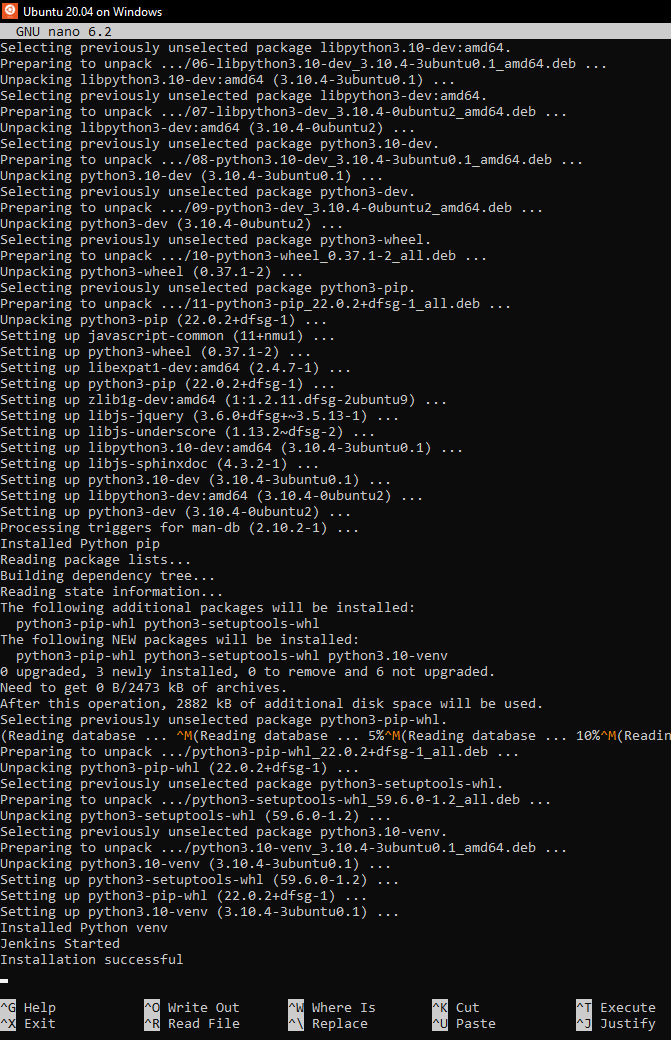 Ubuntu 20.04 on Windows
GNU nano 6.2
Selecting previously unselected package libpython3.10-dev:amd64.
Preparing to unpack .../06-libpython3.10-dev_3.10.4-3ubuntu0.1_amd64.deb ...
Unpacking libpython3.10-dev:amd64 (3.10.4-3ubuntu0.1) ...
Selecting previously unselected package libpython3-dev:amd64.
Preparing to unpack .../07-libpython3-dev_3.10.4-0ubuntu2_amd64.deb ...
Unpacking libpython3-dev:amd64 (3.10.4-0ubuntu2) ...
Selecting previously unselected package python3.10-dev.
Preparing to unpack .../08-python3.10-dev_3.10.4-3ubuntu0.1_amd64.deb ...
Unpacking python3.10-dev (3.10.4-3ubuntu0.1) ...
Selecting previously unselected package python3-dev.
Preparing to unpack .../09-python3-dev_3.10.4-0ubuntu2_amd64.deb ...
Unpacking python3-dev (3.10.4-0ubuntu2) ...
Selecting previously unselected package python3-wheel.
Preparing to unpack .../10-python3-wheel_0.37.1-2_all.deb ...
Unpacking python3-wheel (0.37.1-2) ...
Selecting previously unselected package python3-pip.
Preparing to unpack .../11-python3-pip_22.0.2+dfsg-1_all.deb ...
Unpacking python3-pip (22.0.2+dfsg-1) ...
Setting up javascript-common (11+nmu1) ...
Setting up python3-wheel (0.37.1-2) ...
Setting up libexpat1-dev:amd64 (2.4.7-1) ...
Setting up python3-pip (22.0.2+dfsg-1) ...
Setting up zlib1g-dev:amd64 (1:1.2.11.dfsg-2ubuntu9) ...
Setting up libjs-jquery (3.6.0+dfsg+~3.5.13-1) ...
Setting up libjs-underscore (1.13.2~dfsg-2) ...
Setting up libpython3.10-dev:amd64 (3.10.4-3ubuntu0.1) ...
Setting up libjs-sphinxdoc (4.3.2-1) ...
Setting up python3.10-dev (3.10.4-3ubuntu0.1) ...
Setting up libpython3-dev:amd64 (3.10.4-0ubuntu2) ...
Setting up python3-dev (3.10.4-0ubuntu2) ...
Processing triggers for man-db (2.10.2-1) ...
Installed Python pip
Reading package lists...
Building dependency tree...
Reading state information...
The following additional packages will be installed:
python3-pip-whl python3-setuptools-whl
The following NEW packages will be installed:
python3-pip-whl python3-setuptools-whl python3.10-venv
0 upgraded, 3 newly installed, 0 to remove and 6 not upgraded.
Need to get 0 B/2473 kB of archives.
After this operation, 2882 kB of additional disk space will be used.
Selecting previously unselected package python3-pip-whl.
(Reading database ... ^M(Reading database ... 5%^M(Reading database ... 10%^M(Readin
Preparing to unpack .../python3-pip-whl_22.0.2+dfsg-1_all.deb ...
Unpacking python3-pip-whl (22.0.2+dfsg-1) ...
Selecting previously unselected package python3-setuptools-whl.
Preparing to unpack .../python3-setuptools-whl_59.6.0-1.2_all.deb ...
Unpacking python3-setuptools-whl (59.6.0-1.2) ...
Selecting previously unselected package python3.10-venv.
Preparing to unpack .../python3.10-venv_3.10.4-3ubuntu0.1_amd64.deb ...
Unpacking python3.10-venv (3.10.4-3ubuntu0.1) ...
Setting up python3-setuptools-whl (59.6.0-1.2) ...
Setting up python3-pip-whl (22.0.2+dfsg-1) ...
Setting up python3.10-venv (3.10.4-3ubuntu0.1) ...
Installed Python venv
Jenkins Started
Installation successful
^G Help ^O Write Out ^W Where Is ^K Cut ^T Execute
^X Exit ^R Read File ^\ Replace ^U Paste ^J Justify